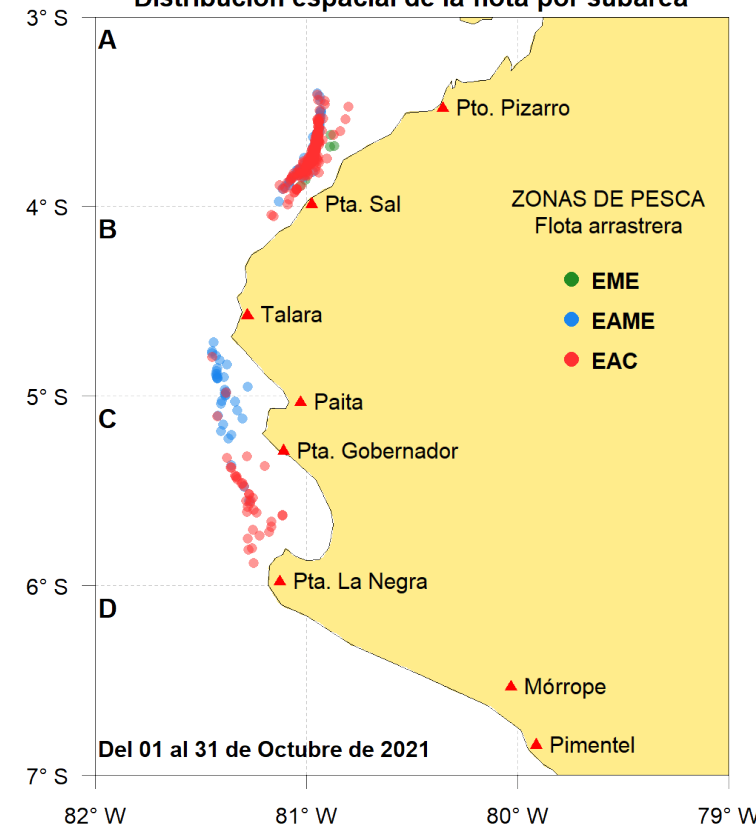 Distribución espacial de la flota por subárea
3° S
A
Pto. Pizarro
ZONAS DE PESCA
Flota arrastrera
4° S
Pta. Sal
B
EME
Talara
EAME
EAC
5° S
Paita
C
Pta. Gobernador
6° S
Pta. La Negra
D
Mórrope
Pimentel
Del 01 al 31 de Octubre de 2021
7° S
82° W
81° W
80° W
79° W